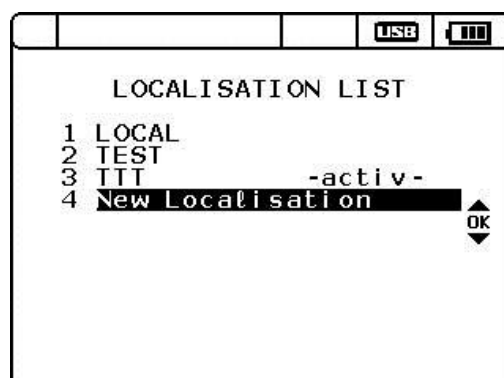 USB
LOCALISATION LIST
1 LOCAL
2 TEST
3 TTT -activ-
4 New Localisation
OK